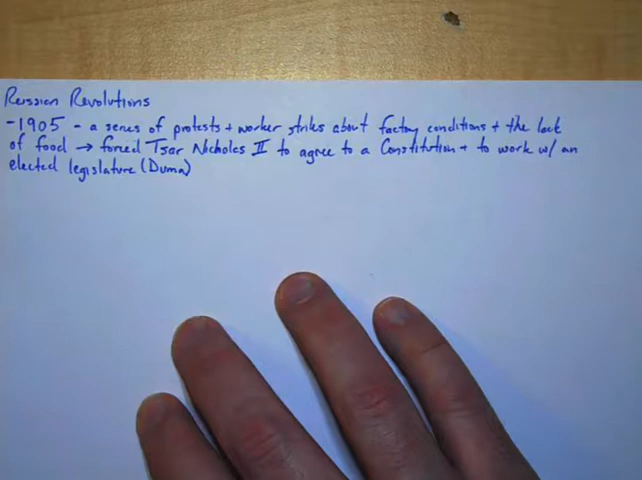 Russian Revolutions
-1905 - a series of protests + worker strikes about factory conditions + the lack
of food → forced Tsar Nicholas II to agree to a Constitution + to work w/ an
elected legislature (Duma)